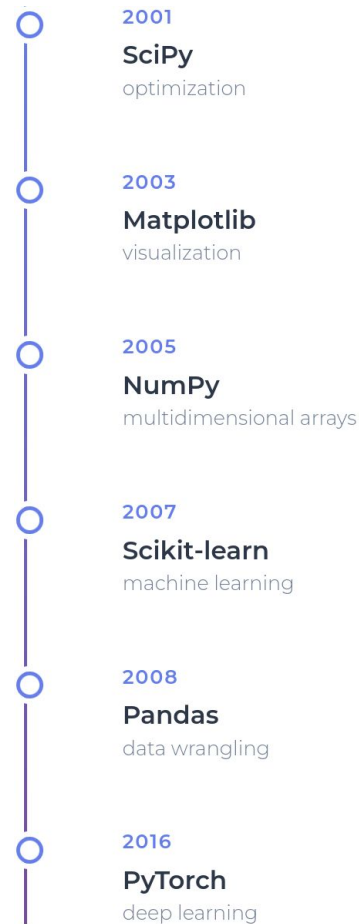 2001
SciPy
optimization
2003
Matplotlib
visualization
2005
NumPy
multidimensional arrays
2007
Scikit-learn
machine learning
2008
Pandas
data wrangling
2016
PyTorch
deep learning